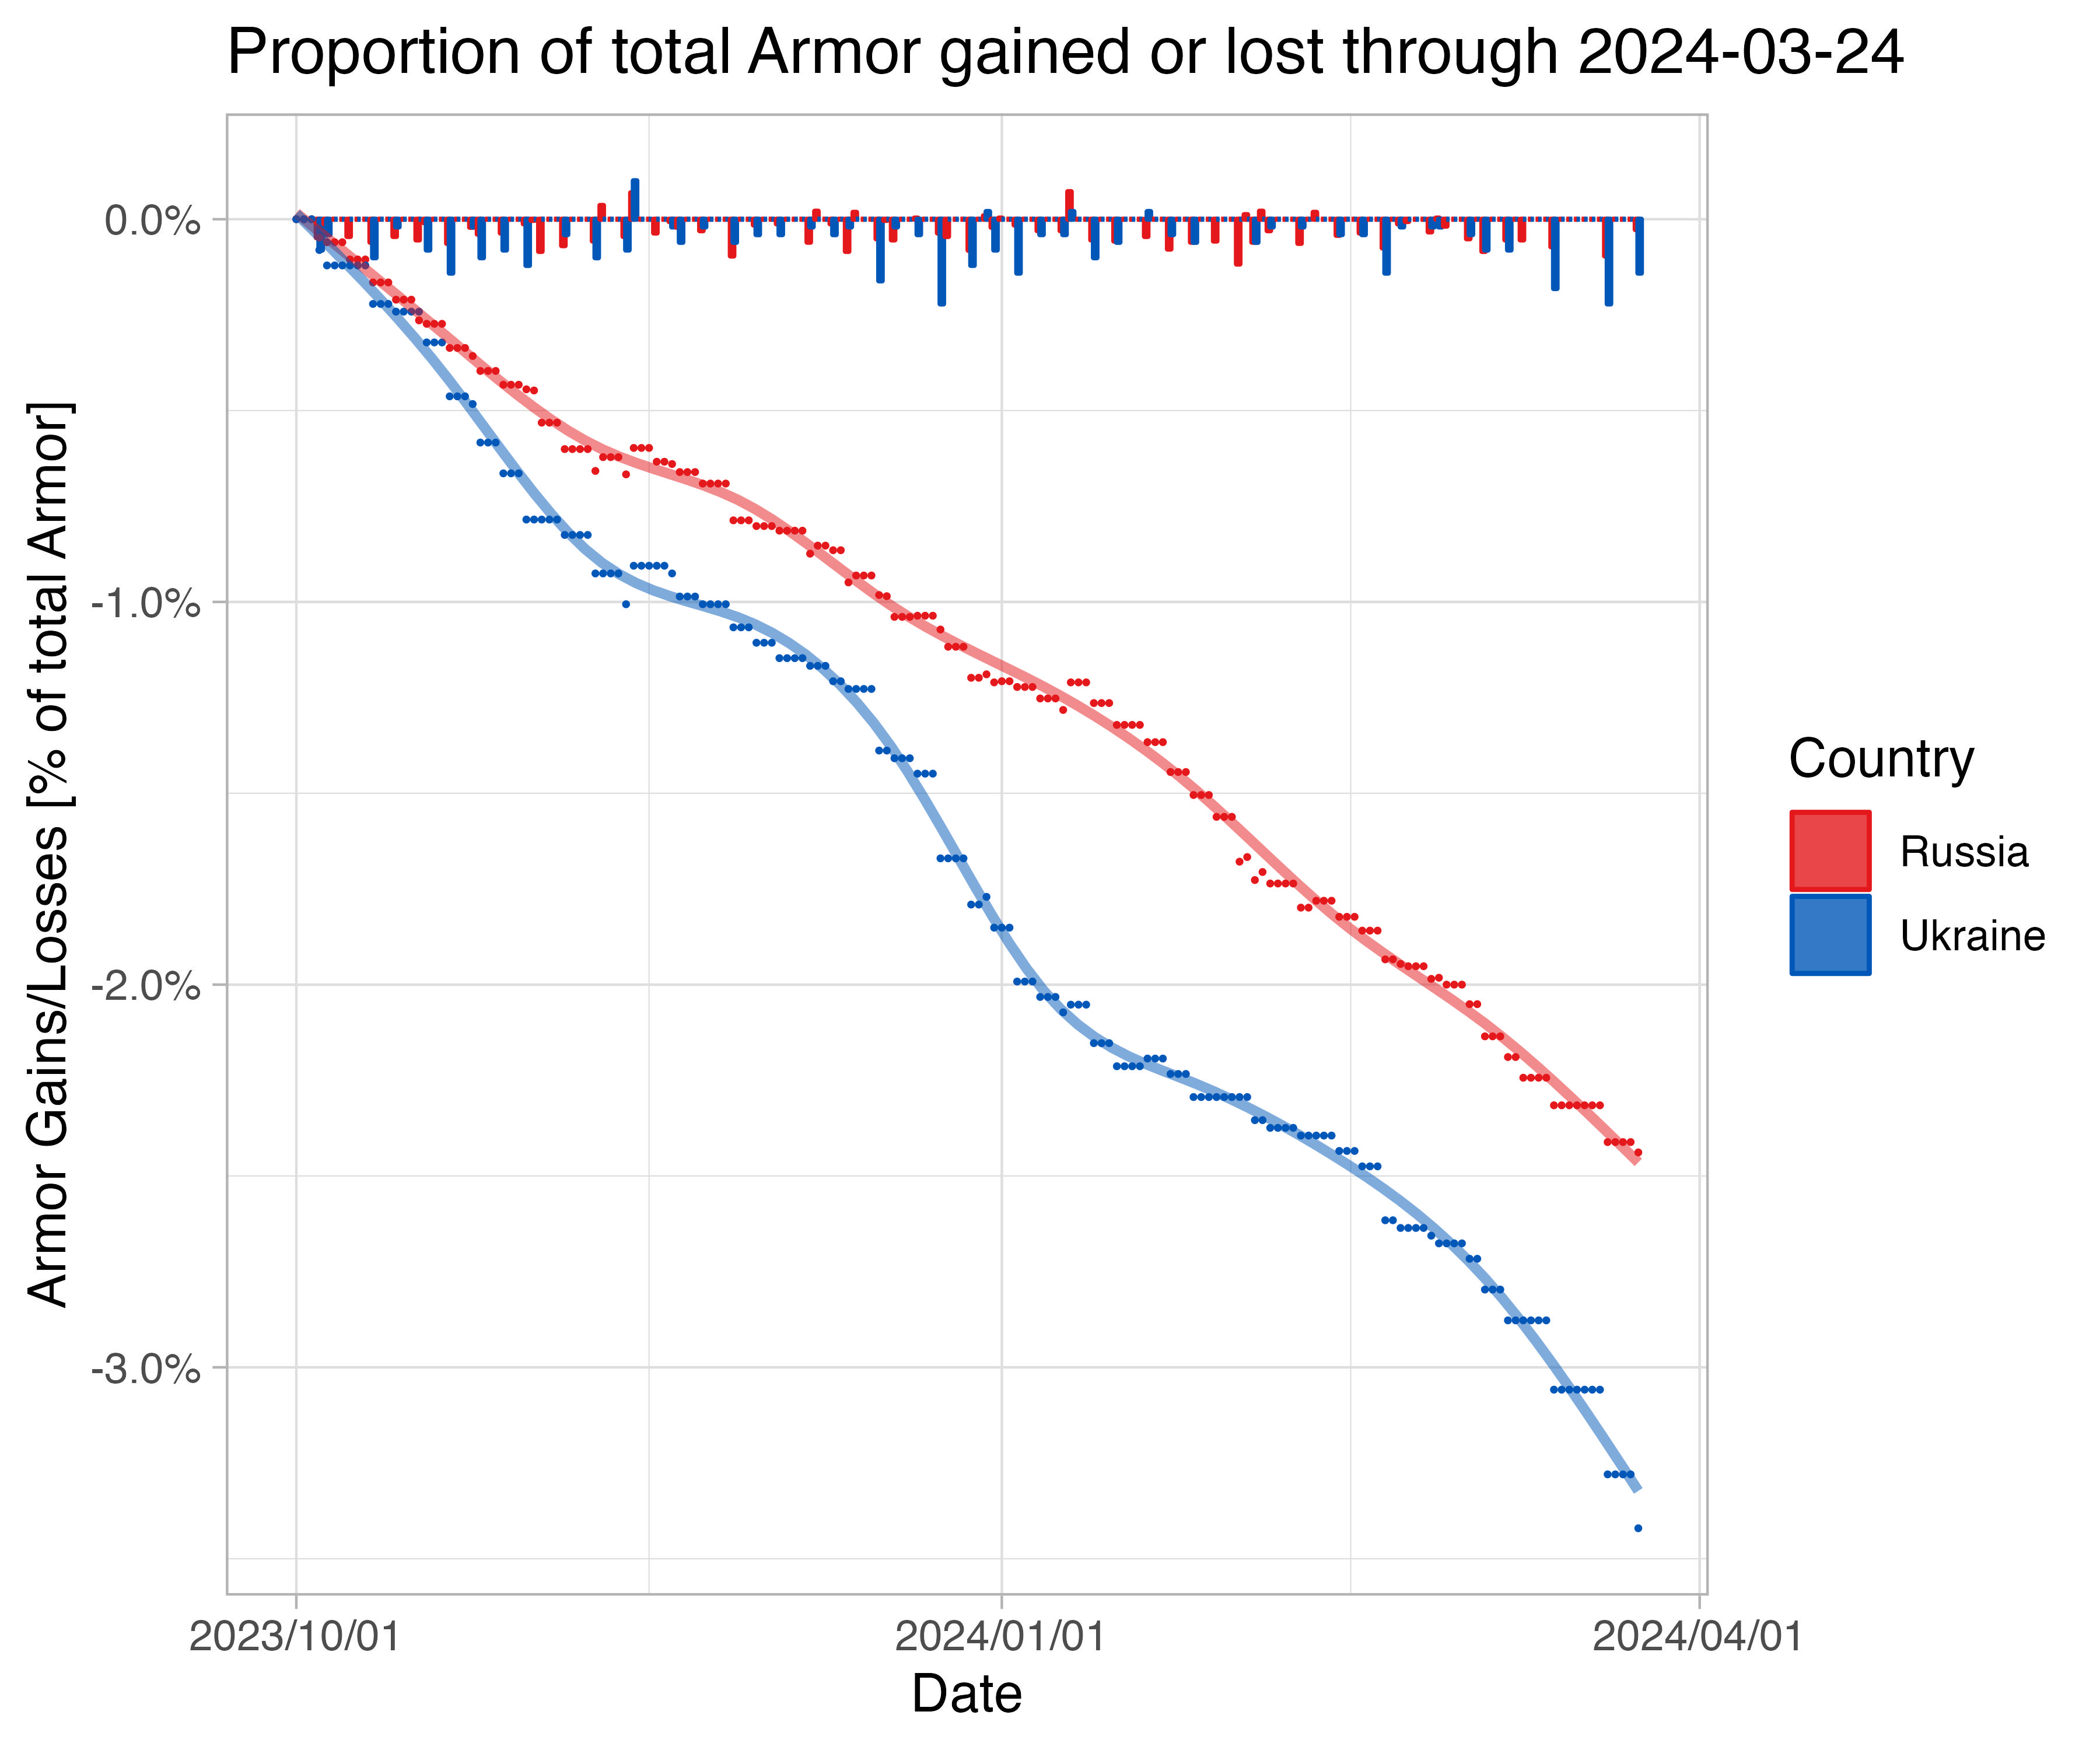 Proportion of total Armor gained or lost through 2024-03-24
Armor Gains/Losses [% of total Armor]
0.0%
-1.0%
-2.0%
-3.0%
2023/10/01
2024/01/01
2024/04/01
Date
Country
Russia
Ukraine